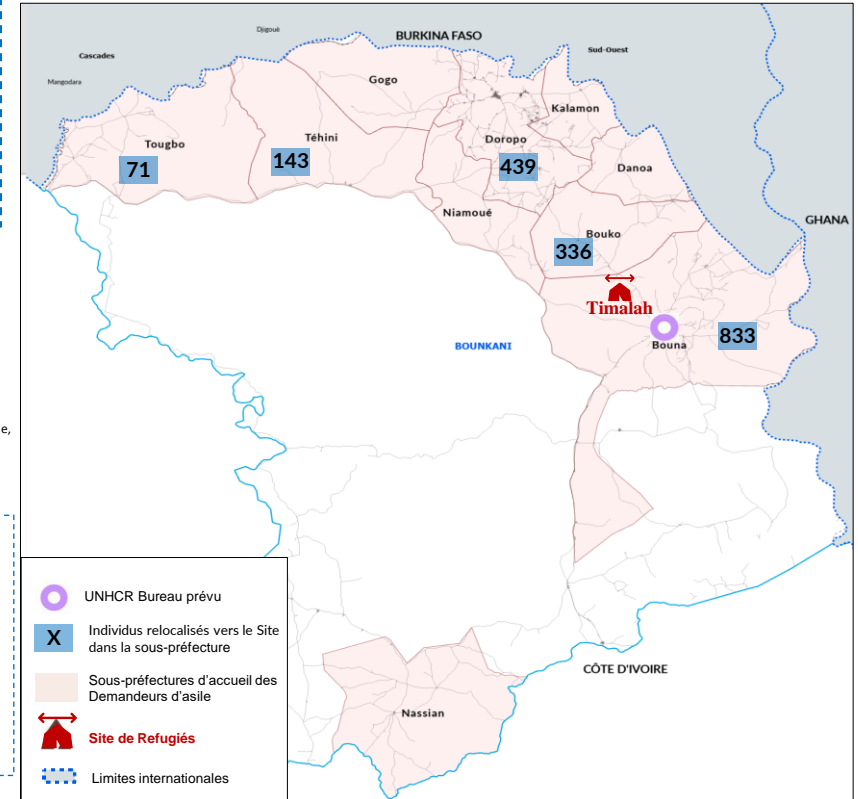 BURKINA FASO
Djigoué
Cascades
Sud-Ouest
Mangodara
Gogo
Kalamon
Tougbo
Téhini
Doropo
71
143
439
Danoa
Niamoué
GHANA
Bouko
336
Timalah
833
Bouna
BOUNKANI
e,
UNHCR Bureau prévu
X
Individus relocalisés vers le Site
dans la sous-préfecture
Sous-préfectures d'accueil des
Demandeurs d'asile
Site de Refugiés
Limites internationales
CÔTE D'IVOIRE
Nassian